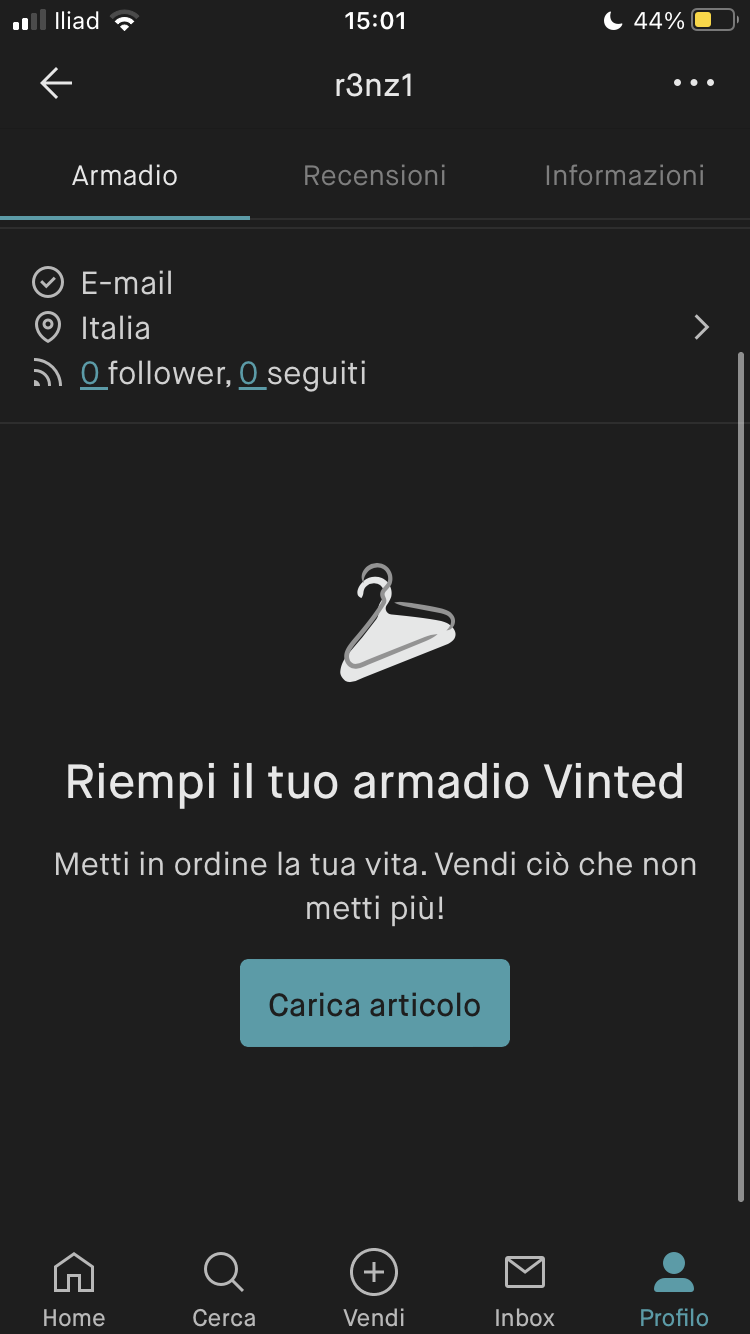 Iliad 15:01 44%
r3nz1
Armadio Recensioni Informazioni
E-mail
Italia
0 follower, 0 seguiti
Riempi il tuo armadio Vinted
Metti in ordine la tua vita. Vendi ciò che non
metti più!
Carica articolo
Home Cerca Vendi Inbox Profilo